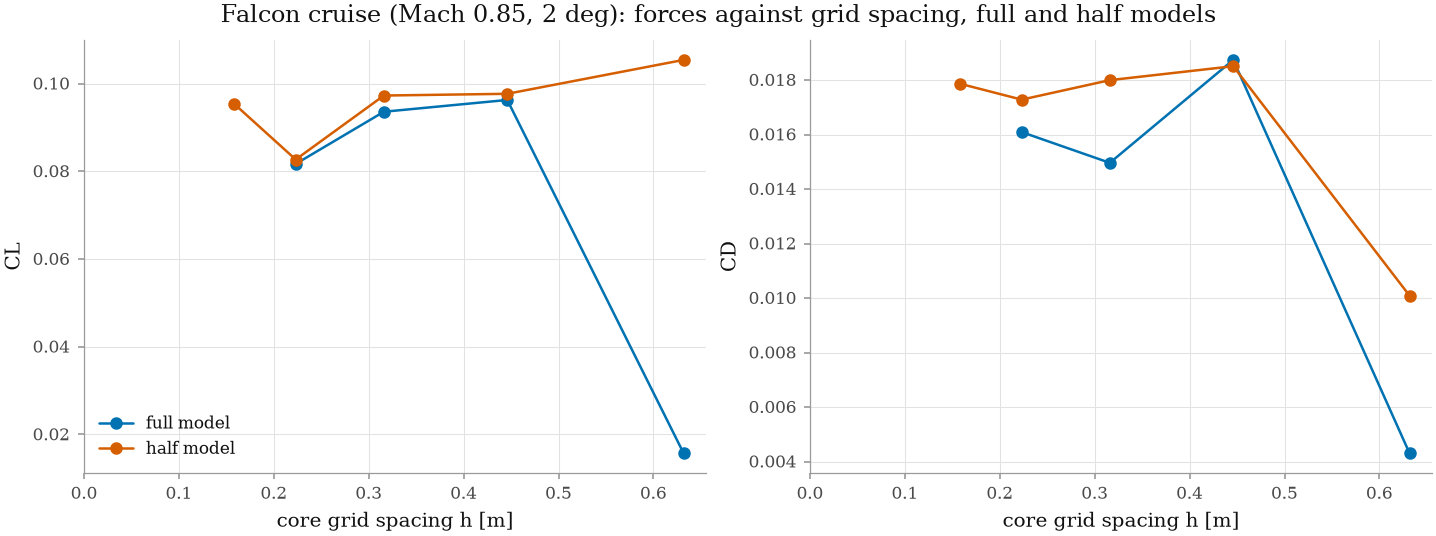 Falcon cruise (Mach 0.85, 2 deg): forces against grid spacing, full and half models
CL
0.10
0.08
0.06
0.04
0.02
full model
half model
0.0 0.1 0.2 0.3 0.4 0.5 0.6
core grid spacing h [m]
CD
0.018
0.016
0.014
0.012
0.010
0.008
0.006
0.004
0.0 0.1 0.2 0.3 0.4 0.5 0.6
core grid spacing h [m]